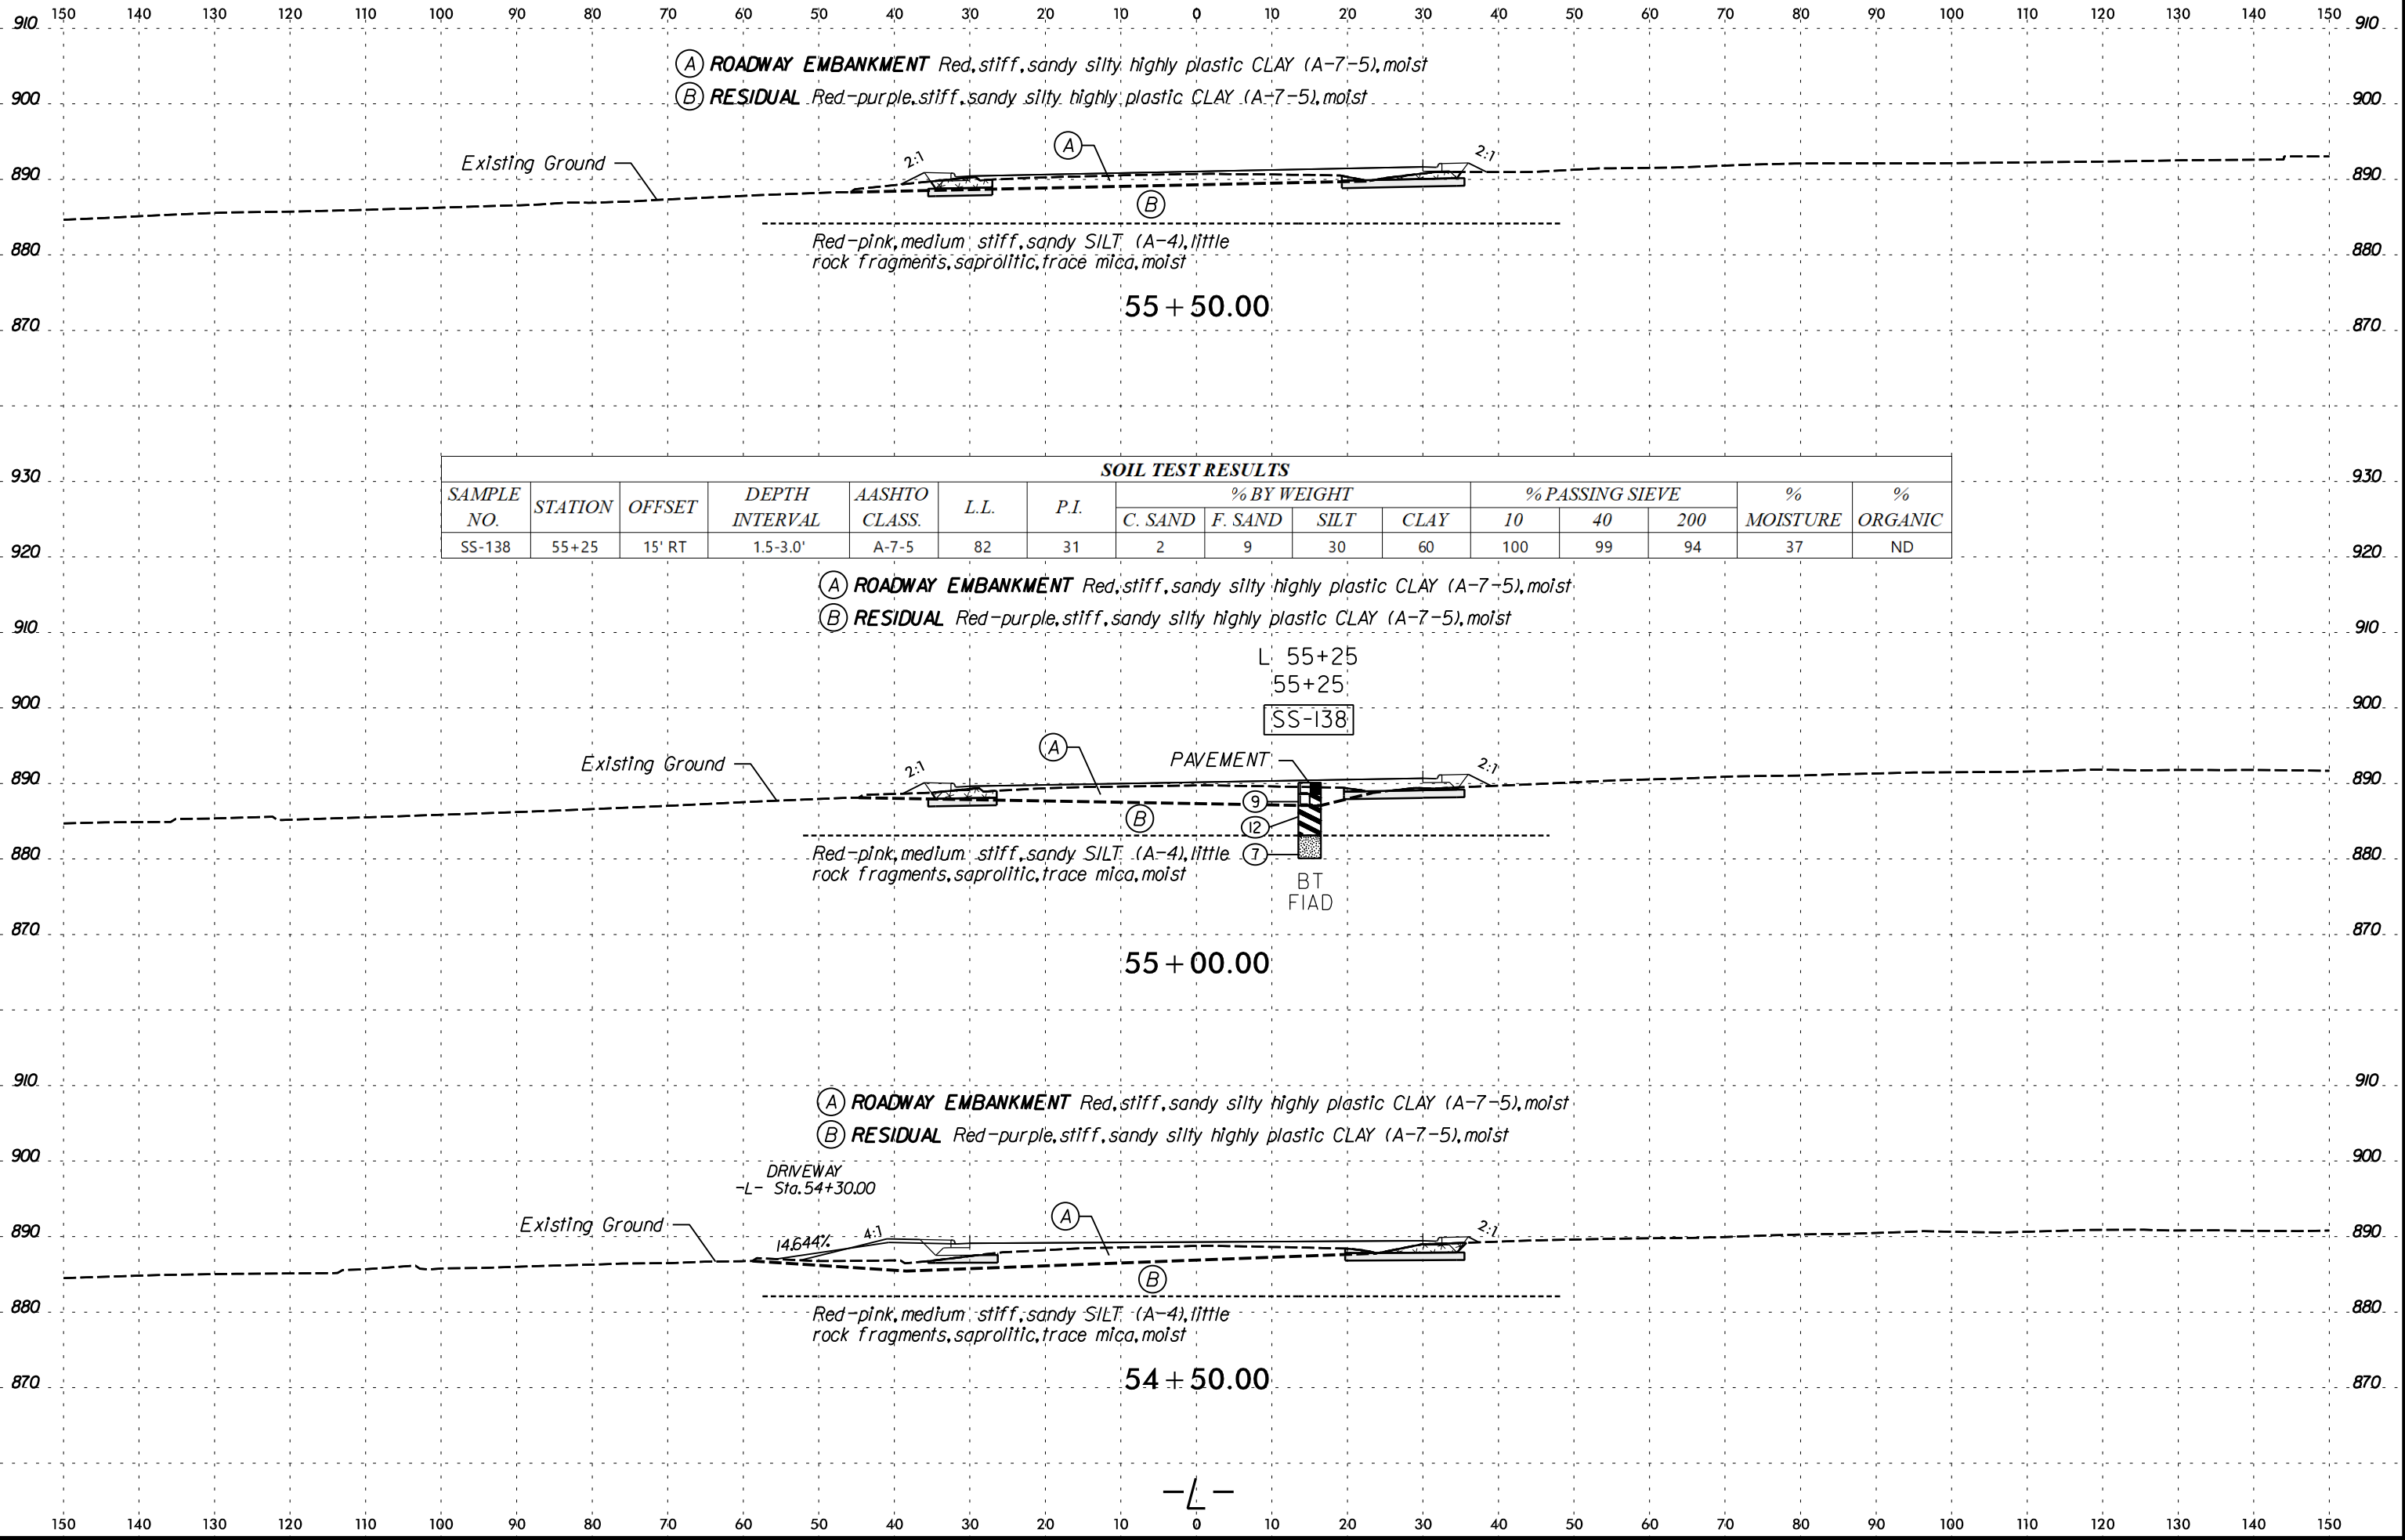 150 140 130 120 110 100 90 80 70 60 50 40 30 20 10 0 10 20 30 40 50 60 70 80 90 100 110 120 130 140 150
910 910
(A) ROADWAY EMBANKMENT Red, stiff, sandy silty highly plastic CLAY (A-7-5), moist
(B) RESIDUAL Red-purple, stiff, sandy silty highly plastic CLAY (A-7-5), moist
900 900
A
2:1 2:1
Existing Ground
890 890
B
Red-pink, medium stiff, sandy SILT (A-4), little
rock fragments, saprolitic, trace mica, moist
880 880
55+50.00
870 870
SOIL TEST RESULTS
930 930
SAMPLE NO. STATION OFFSET DEPTH INTERVAL AASHTO CLASS. L.L. P.I. % BY WEIGHT % PASSING SIEVE % MOISTURE % ORGANIC
C. SAND F. SAND SILT CLAY 10 40 200
SS-138 55+25 15' RT 1.5-3.0' A-7-5 82 31 2 9 30 60 100 99 94 37 ND
920 920
(A) ROADWAY EMBANKMENT Red, stiff, sandy silty highly plastic CLAY (A-7-5), moist
(B) RESIDUAL Red-purple, stiff, sandy silty highly plastic CLAY (A-7-5), moist
910 910
L 55+25
55+25
900 900
SS-138
A
PAVEMENT
Existing Ground
2:1 2:1
890 890
9
B
12
Red-pink, medium stiff, sandy SILT (A-4), little
7
880 880
rock fragments, saprolitic, trace mica, moist
BT
FIAD
870 870
55+00.00
910 910
(A) ROADWAY EMBANKMENT Red, stiff, sandy silty highly plastic CLAY (A-7-5), moist
(B) RESIDUAL Red-purple, stiff, sandy silty highly plastic CLAY (A-7-5), moist
900 900
DRIVEWAY
-L- Sta. 54+30.00
A
Existing Ground
14.644% 4:1 2:1
890 890
B
880 880
Red-pink, medium stiff, sandy SILT (A-4), little
rock fragments, saprolitic, trace mica, moist
54+50.00
870 870
-L-
150 140 130 120 110 100 90 80 70 60 50 40 30 20 10 0 10 20 30 40 50 60 70 80 90 100 110 120 130 140 150